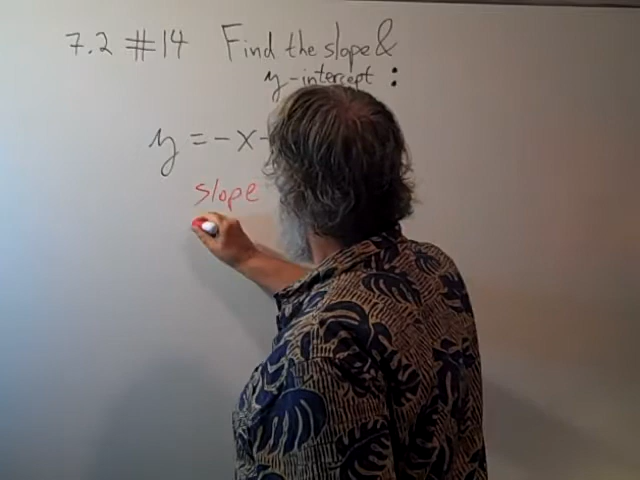 7.2 #14 Find the slope &
y-intercept :
y = -x-
slope